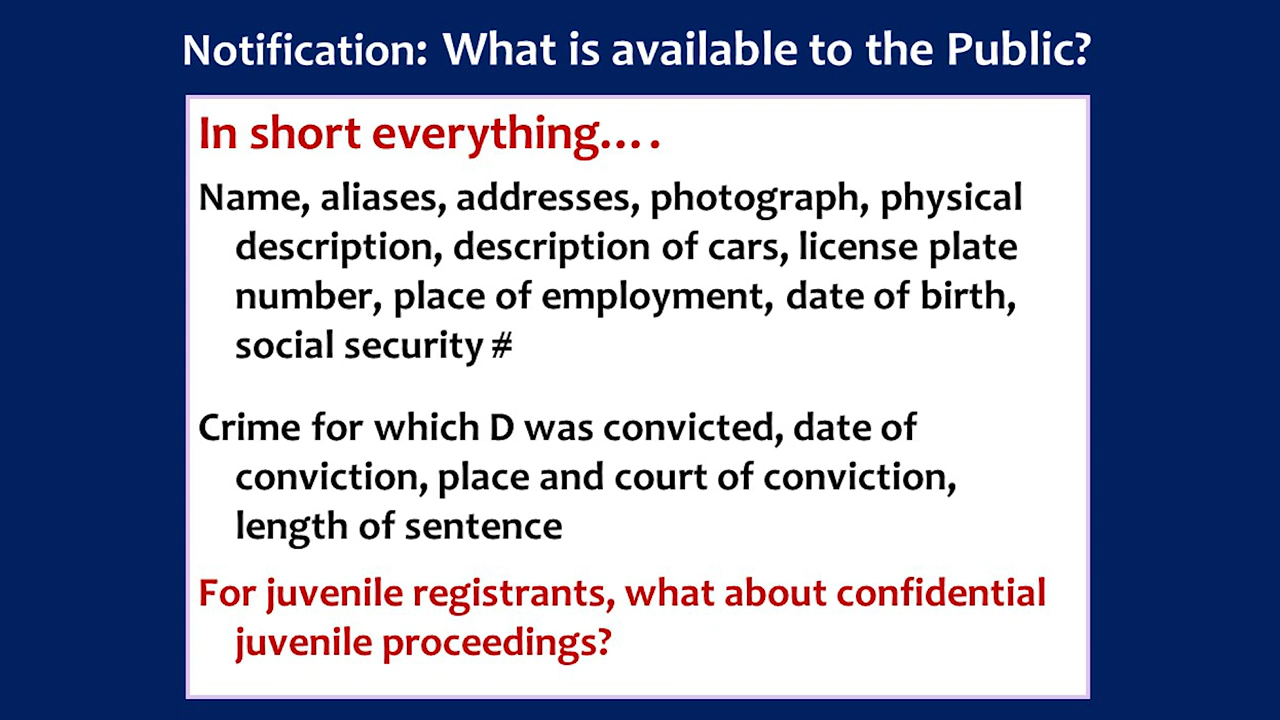 Notification: What is available to the Public?
In short everything....
Name, aliases, addresses, photograph, physical
description, description of cars, license plate
number, place of employment, date of birth,
social security #
Crime for which D was convicted, date of
conviction, place and court of conviction,
length of sentence
For juvenile registrants, what about confidential
juvenile proceedings?